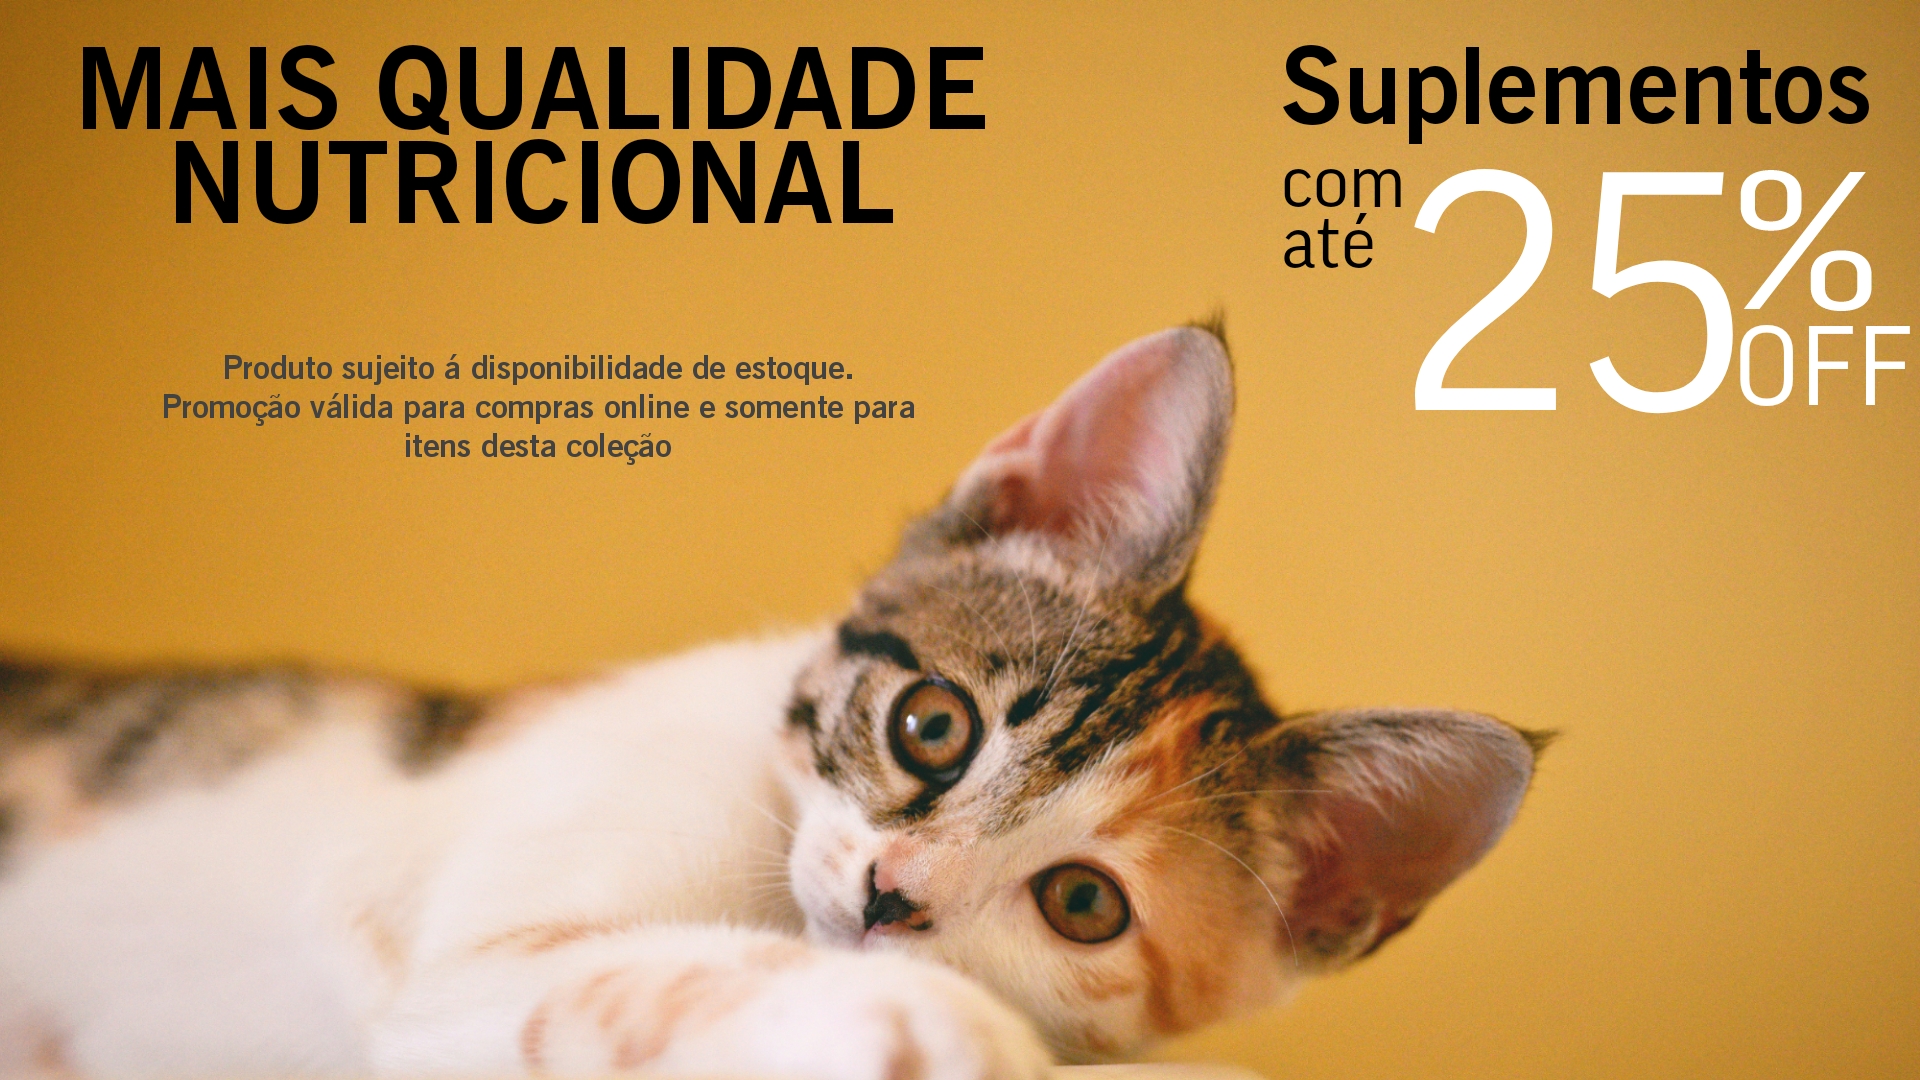 MAIS QUALIDADE
NUTRICIONAL
Produto sujeito á disponibilidade de estoque.
Promoção válida para compras online e somente para
itens desta coleção
Suplementos
com
até
25%
OFF